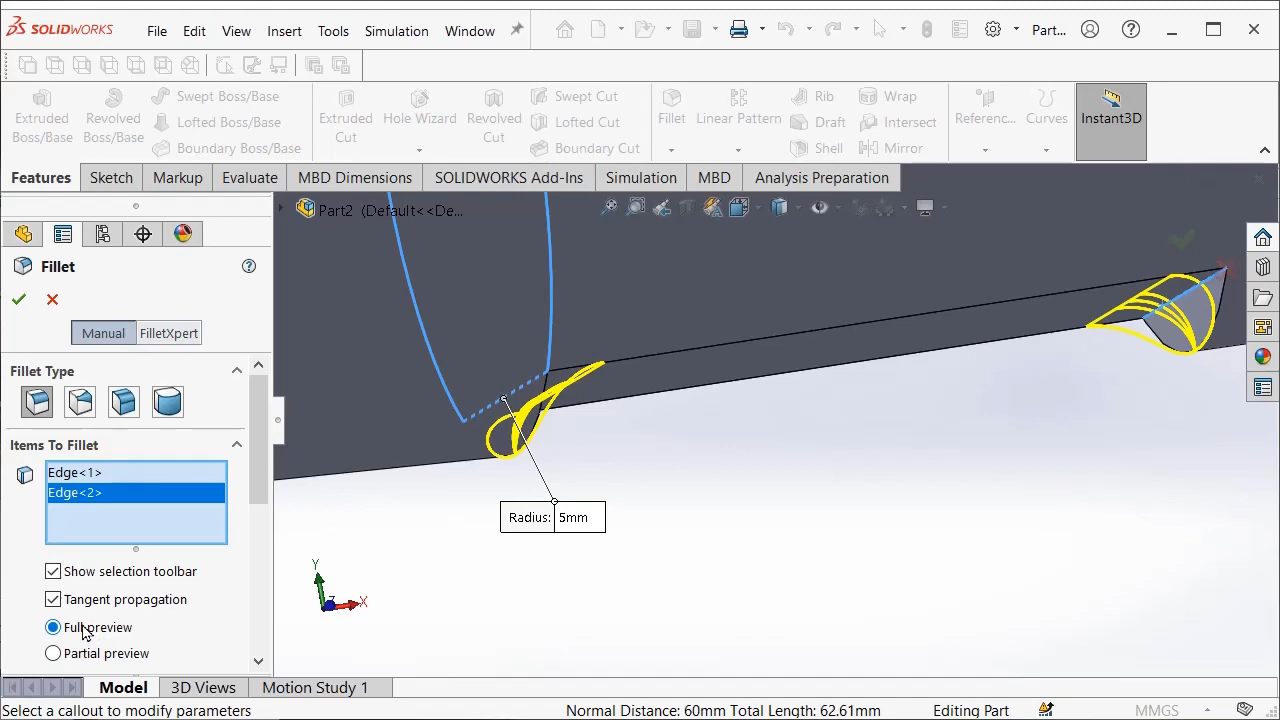 SOLIDWORKS
File Edit View Insert Tools Simulation Window Part...
Extruded Boss/Base
Revolved Boss/Base
Swept Boss/Base
Lofted Boss/Base
Boundary Boss/Base
Extruded Cut
Hole Wizard
Revolved Cut
Swept Cut
Lofted Cut
Boundary Cut
Fillet
Linear Pattern
Rib
Draft
Shell
Wrap
Intersect
Mirror
Referenc...
Curves
Instant3D
Features Sketch Markup Evaluate MBD Dimensions SOLIDWORKS Add-Ins Simulation MBD Analysis Preparation
Part2 (Default<<De...
Fillet
Manual FilletXpert
Fillet Type
Items To Fillet
Edge<1>
Edge<2>
Show selection toolbar
Tangent propagation
Full preview
Partial preview
Radius: 5mm
Y
Z
X
Model 3D Views Motion Study 1
Select a callout to modify parameters Normal Distance: 60mm Total Length: 62.61mm Editing Part MMGS